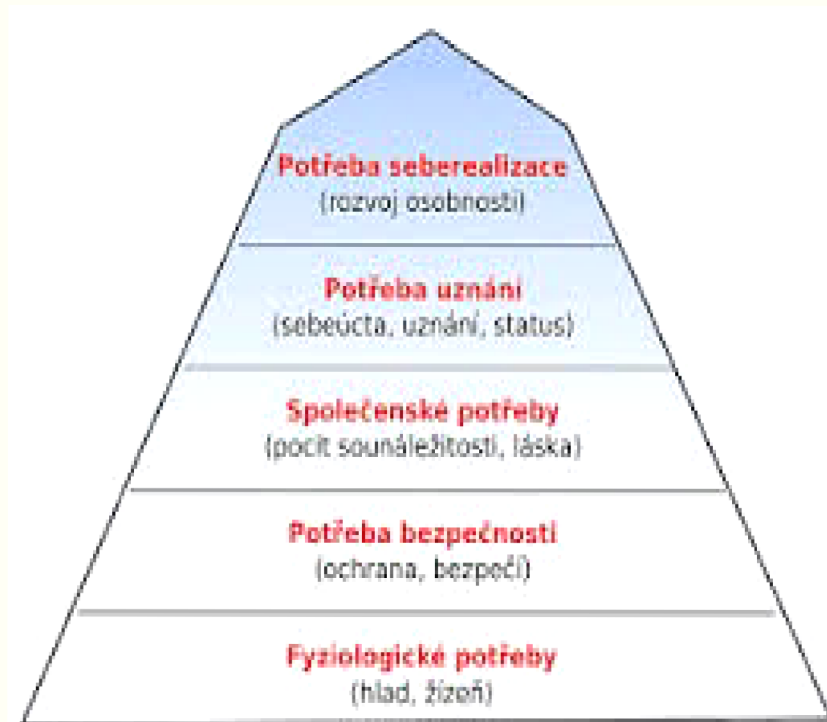 Potřeba seberealizace
(rozvoj osobnosti)
Potřeba uznání
(sebeúcta, uznání, status)
Společenské potřeby
(pocit sounáležitosti, láska)
Potřeba bezpečnosti
(ochrana, bezpečí)
Fyziologické potřeby
(hlad, žízeň)